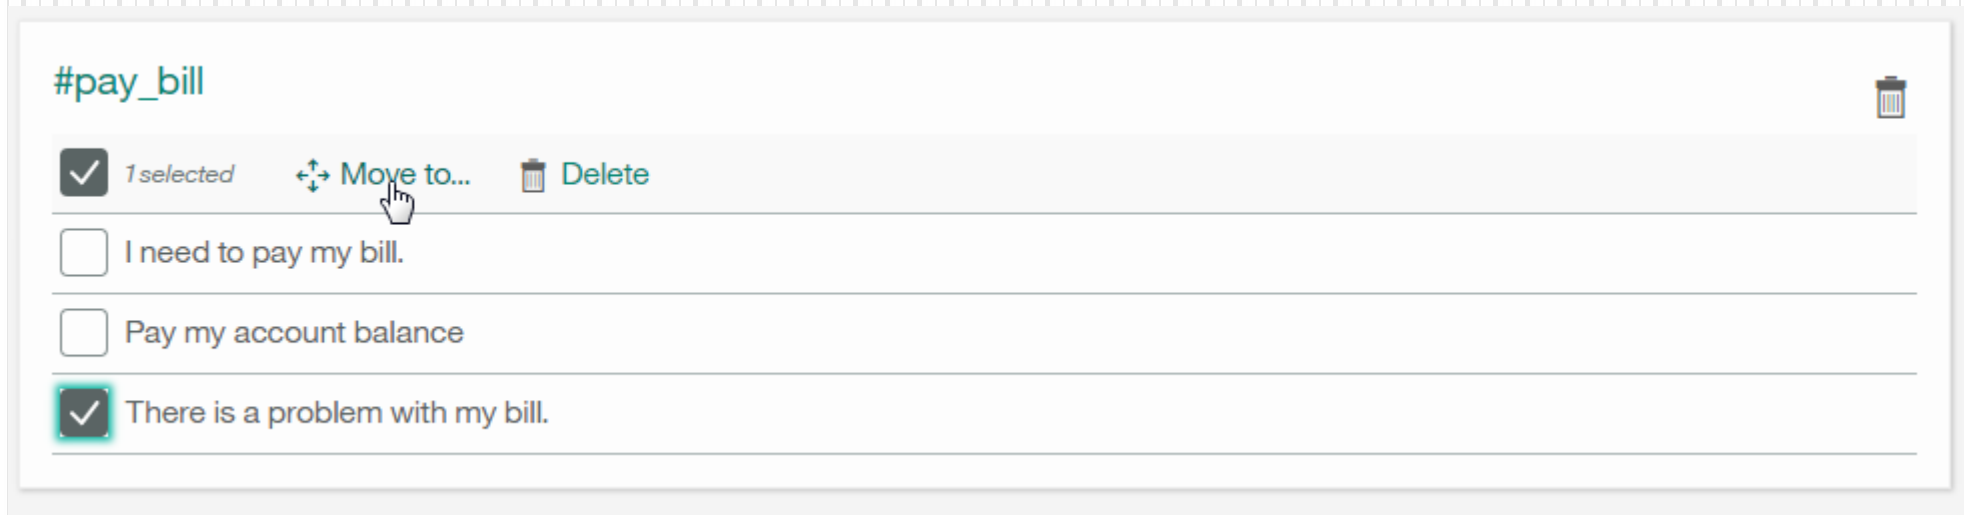 #pay_bill
1 selected Move to... Delete
I need to pay my bill.
Pay my account balance
There is a problem with my bill.